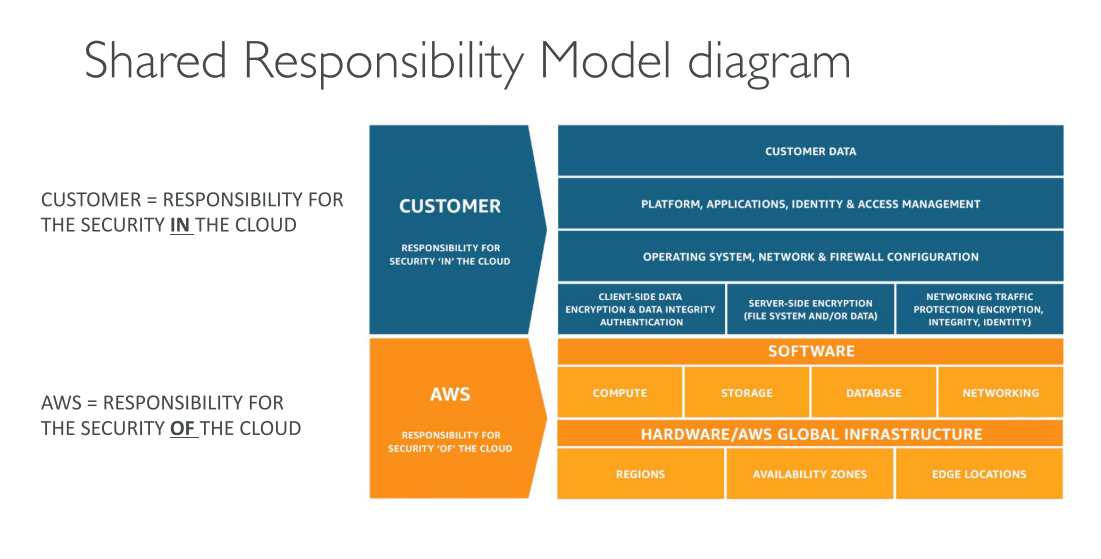 Shared Responsibility Model diagram
CUSTOMER = RESPONSIBILITY FOR
THE SECURITY IN THE CLOUD
CUSTOMER
RESPONSIBILITY FOR
SECURITY ‘IN’ THE CLOUD
CUSTOMER DATA
PLATFORM, APPLICATIONS, IDENTITY & ACCESS MANAGEMENT
OPERATING SYSTEM, NETWORK & FIREWALL CONFIGURATION
CLIENT-SIDE DATA
ENCRYPTION & DATA INTEGRITY
AUTHENTICATION
SERVER-SIDE ENCRYPTION
(FILE SYSTEM AND/OR DATA)
NETWORKING TRAFFIC
PROTECTION (ENCRYPTION,
INTEGRITY, IDENTITY)
AWS = RESPONSIBILITY FOR
THE SECURITY OF THE CLOUD
AWS
RESPONSIBILITY FOR
SECURITY ‘OF’ THE CLOUD
SOFTWARE
COMPUTE
STORAGE
DATABASE
NETWORKING
HARDWARE/AWS GLOBAL INFRASTRUCTURE
REGIONS
AVAILABILITY ZONES
EDGE LOCATIONS